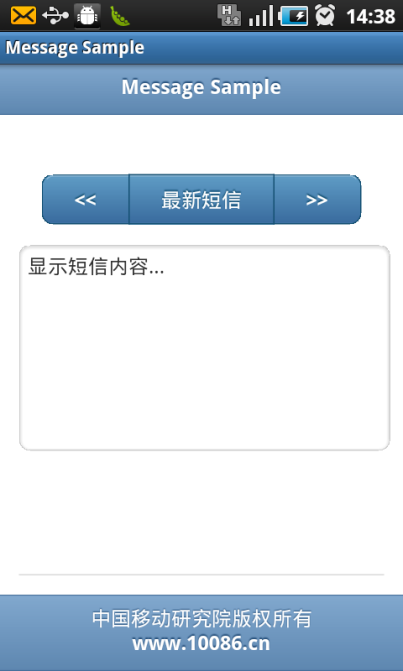 H
14:38
Message Sample
Message Sample
<< 最新短信 >>
显示短信内容...
中国移动研究院版权所有
www.10086.cn